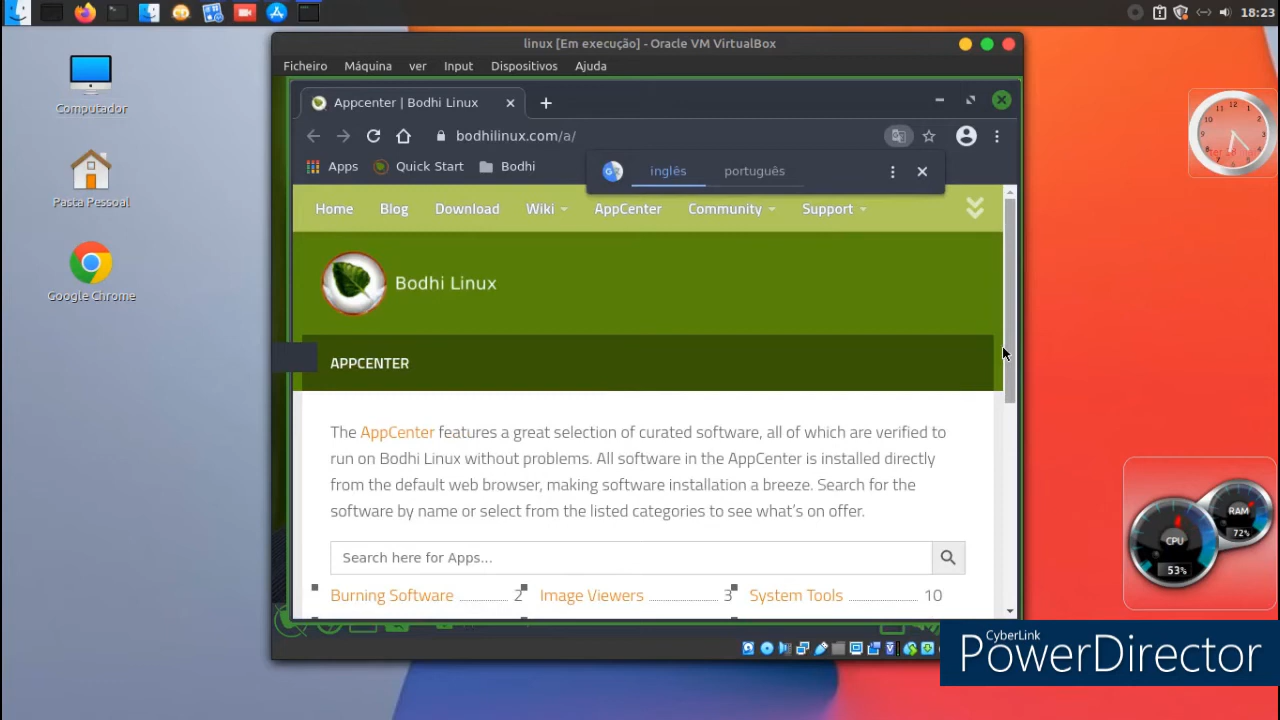 18:23
Computador
Pasta Pessoal
Google Chrome
linux [Em execução] - Oracle VM VirtualBox
Ficheiro Máquina ver Input Dispositivos Ajuda
Appcenter | Bodhi Linux
bodhilinux.com/a/
Apps Quick Start Bodhi
inglês português
Home Blog Download Wiki AppCenter Community Support
Bodhi Linux
APPCENTER
The AppCenter features a great selection of curated software, all of which are verified to
run on Bodhi Linux without problems. All software in the AppCenter is installed directly
from the default web browser, making software installation a breeze. Search for the
software by name or select from the listed categories to see what's on offer.
Search here for Apps...
Burning Software 2 Image Viewers 3 System Tools 10
12
RAM
72%
CPU
53%
CyberLink
PowerDirector